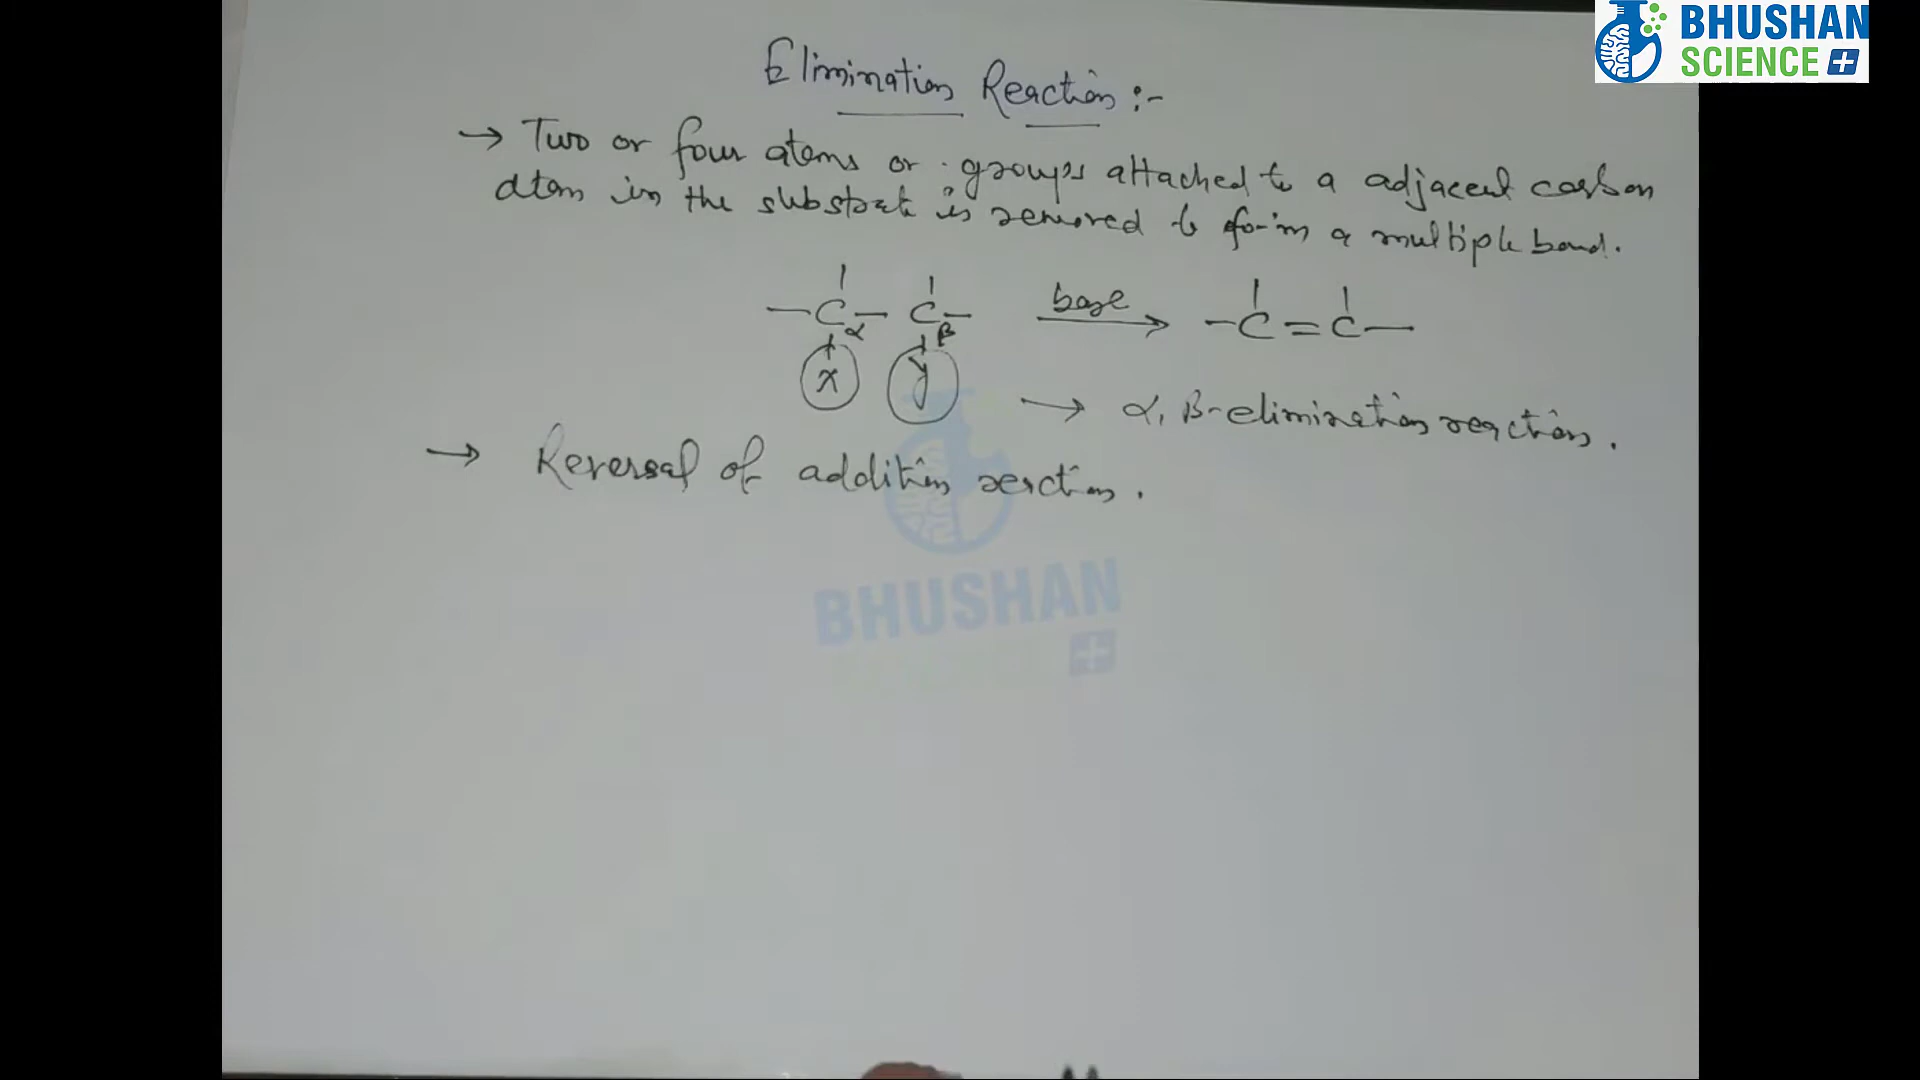 BHUSHAN
SCIENCE +
Elimination Reaction :-
→ Two or four atoms or groups attached to a adjacent carbon
atom in the substrate is removed to form a multiple bond.
—C—C— base → —C=C—
α β
X y
→ α, β-elimination reaction.
→ Reversal of addition reaction.
BHUSHAN
+